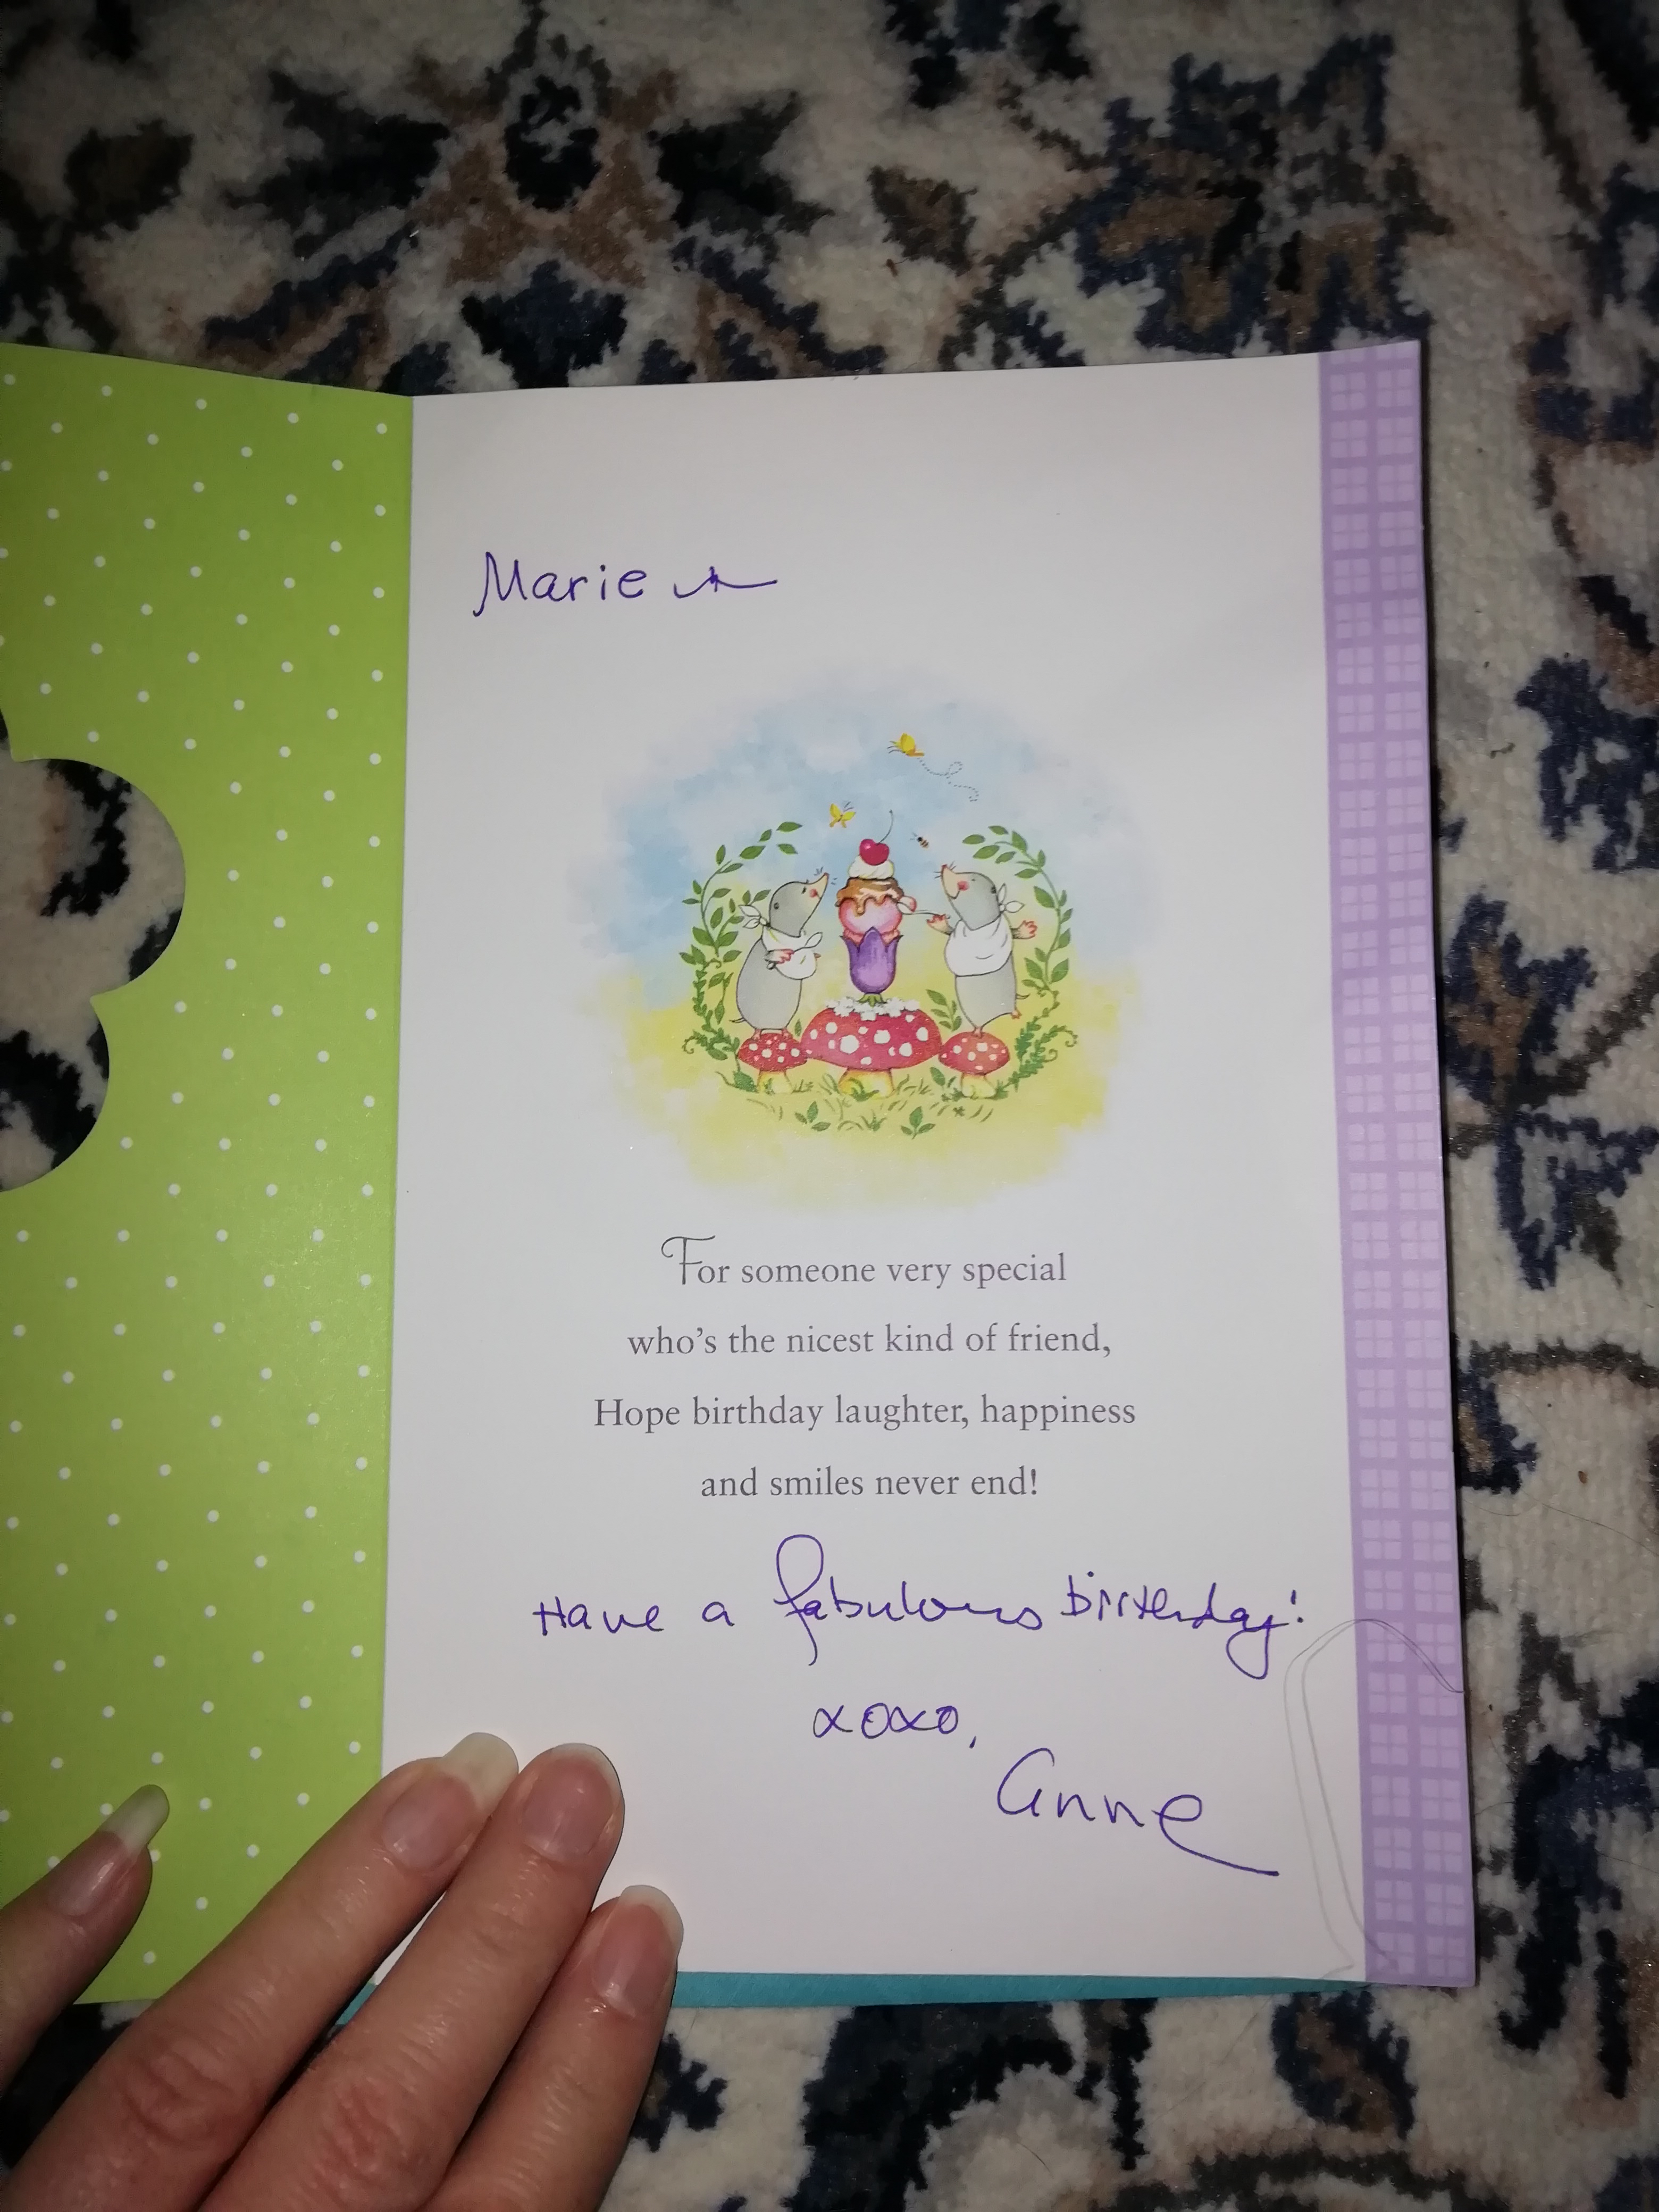 Marie
For someone very special
who's the nicest kind of friend,
Hope birthday laughter, happiness
and smiles never end!
Have a fabulous birthday!
xoxo,
Anne